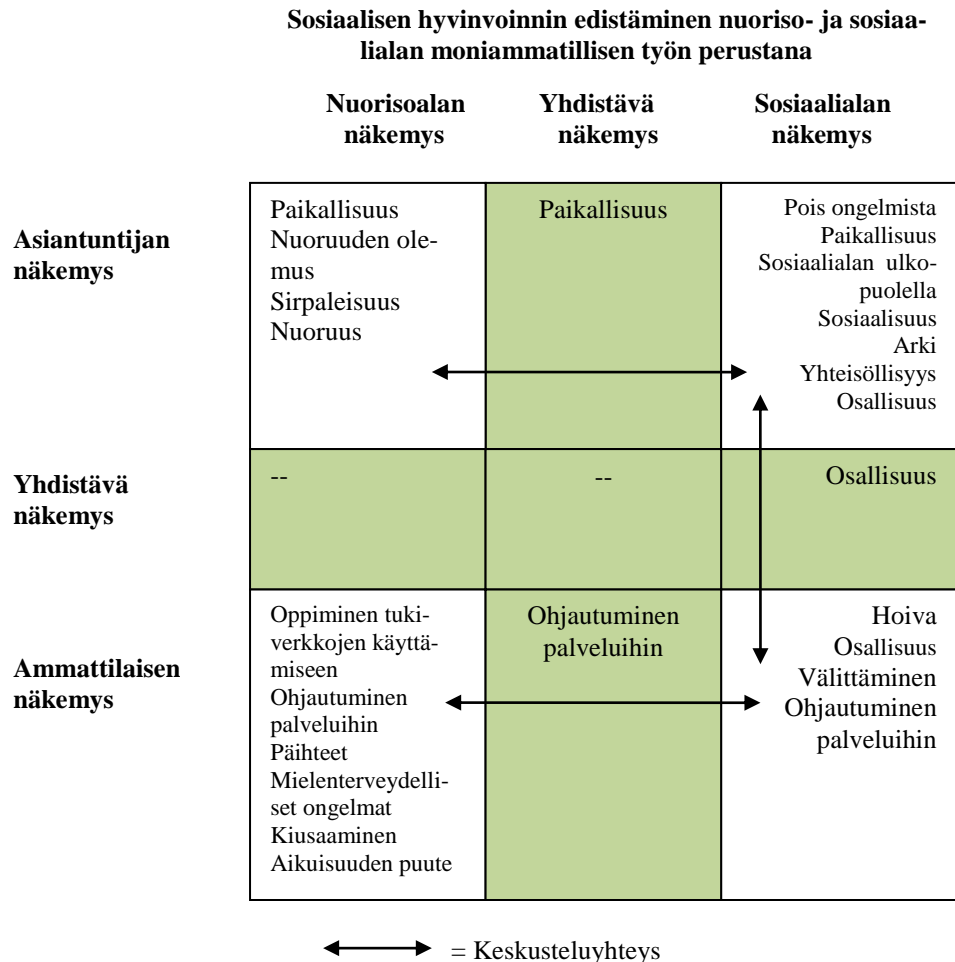 Sosiaalisen hyvinvoinnin edistäminen nuoriso- ja sosiaa-
lialan moniammatillisen työn perustana
Nuorisoalan
näkemys
Yhdistävä
näkemys
Sosiaalialan
näkemys
Asiantuntijan
näkemys
Paikallisuus
Nuoruuden ole-
mus
Sirpaleisuus
Nuoruus
Paikallisuus
Pois ongelmista
Paikallisuus
Sosiaalialan ulko-
puolella
Sosiaalisuus
Arki
Yhteisöllisyys
Osallisuus
Yhdistävä
näkemys
--
--
Osallisuus
Ammattilaisen
näkemys
Oppiminen tuki-
verkkojen käyttä-
miseen
Ohjautuminen
palveluihin
Päihteet
Mielenterveydelli-
set ongelmat
Kiusaaminen
Aikuisuuden puute
Ohjautuminen
palveluihin
Hoiva
Osallisuus
Välittäminen
Ohjautuminen
palveluihin
= Keskusteluyhteys